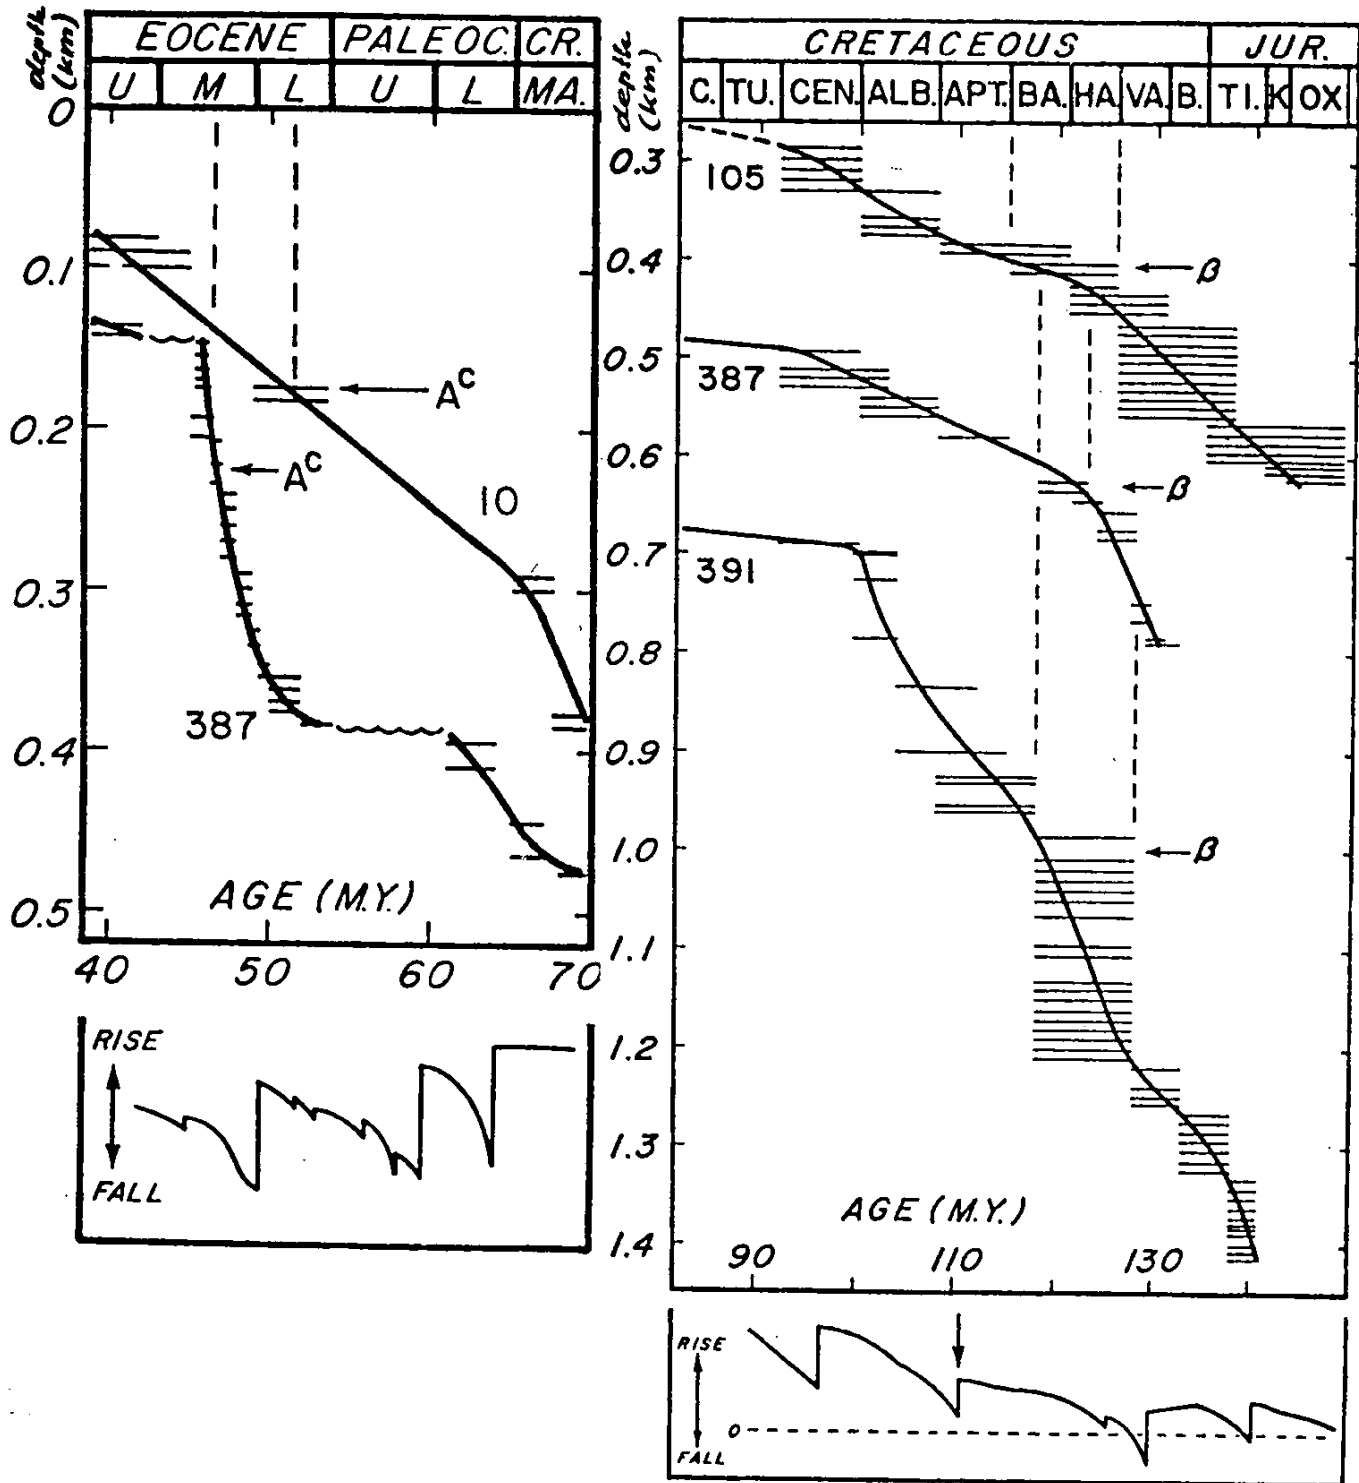 depth (km)
EOCENE PALEOC. CR.
U M L U L MA.
0
0.1
0.2
0.3
0.4
0.5
A^C
A^C
10
387
AGE (M.Y.)
40 50 60 70
RISE
FALL
depth (km)
CRETACEOUS JUR.
C. TU. CEN. ALB. APT. BA. HA. VA. B. TI. K OX.
0.3
0.4
0.5
0.6
0.7
0.8
0.9
1.0
1.1
1.2
1.3
1.4
105
β
387
β
391
β
AGE (M.Y.)
90 110 130
RISE
0
FALL